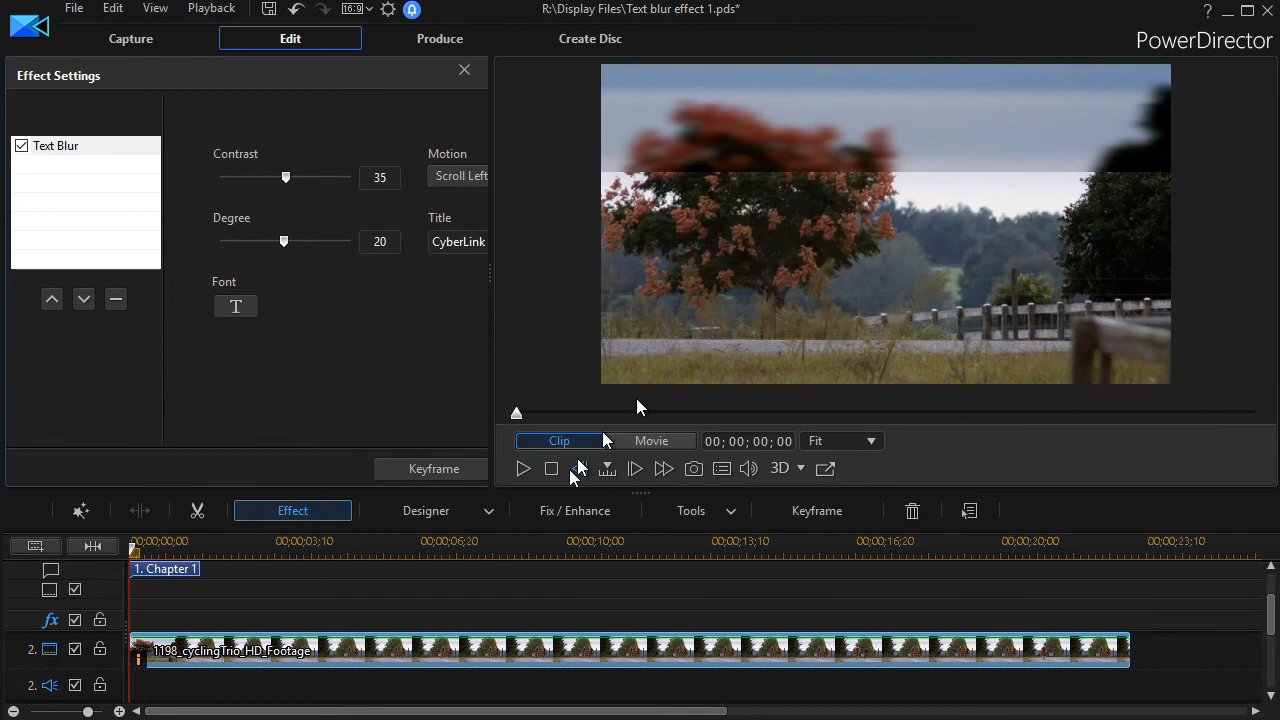 File Edit View Playback 16:9 R:\Display Files\Text blur effect 1.pds* ?
Capture Edit Produce Create Disc PowerDirector
Effect Settings
Text Blur
Contrast Motion
35 Scroll Left
Degree Title
20 CyberLink
Font
T
Keyframe
Clip Movie 00; 00; 00; 00 Fit
3D
Effect Designer Fix / Enhance Tools Keyframe
00;00;00;00 00;00;03;10 00;00;06;20 00;00;10;00 00;00;13;10 00;00;16;20 00;00;20;00 00;00;23;10
1. Chapter 1
fx
2. 1198_cyclingTrio_HD_Footage
2.